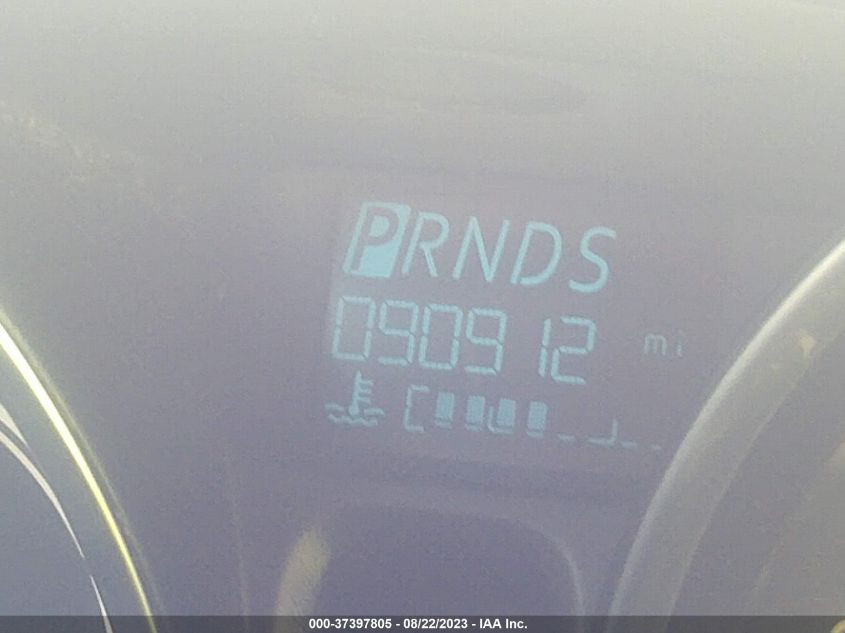 PRNDS
090912 mi
C
000-37397805 - 08/22/2023 - IAA Inc.